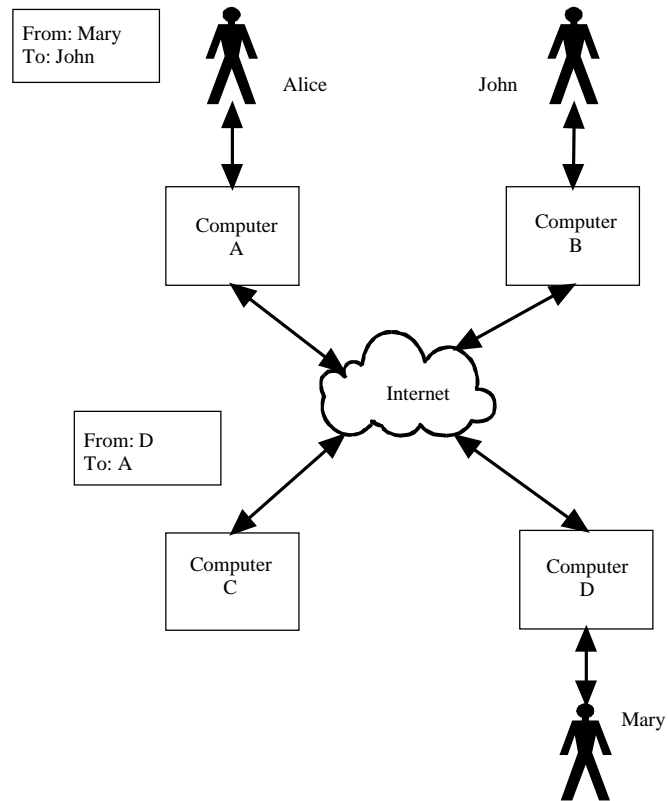 From: Mary
To: John
Alice
John
Computer
A
Computer
B
Internet
From: D
To: A
Computer
C
Computer
D
Mary